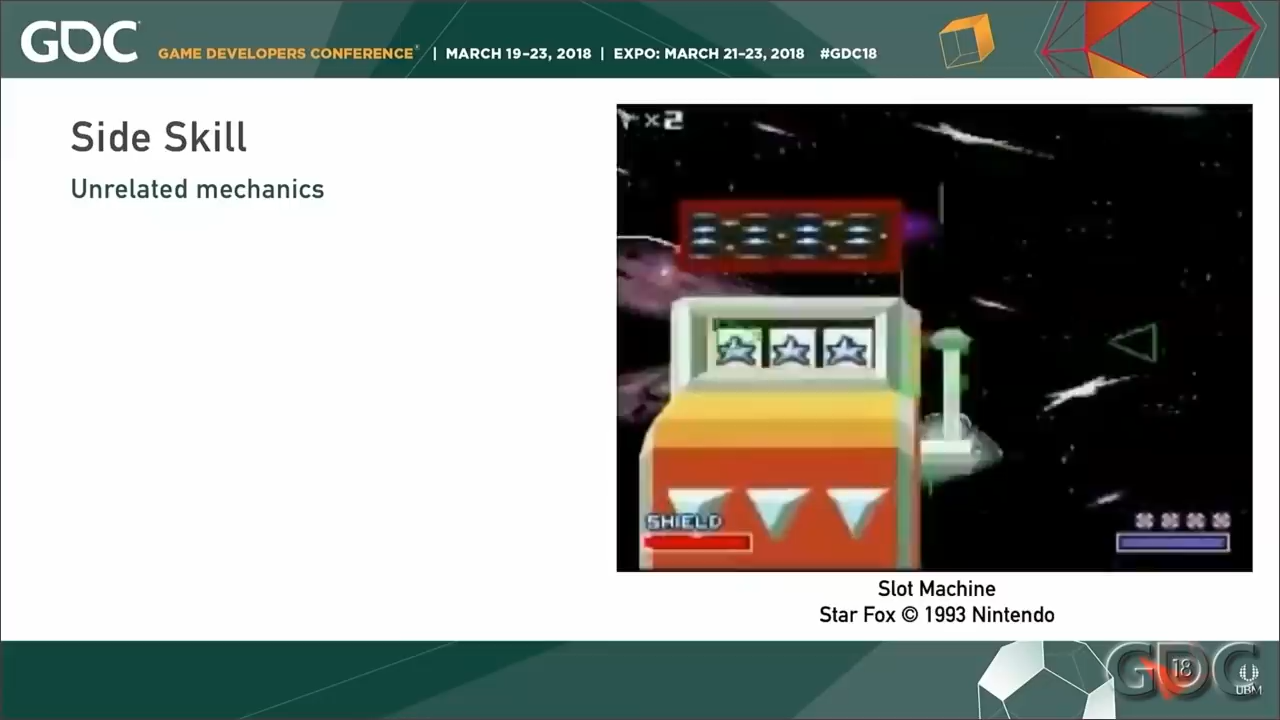 GDC GAME DEVELOPERS CONFERENCE® | MARCH 19–23, 2018 | EXPO: MARCH 21–23, 2018 #GDC18
Side Skill
Unrelated mechanics
×2
SHIELD
Slot Machine
Star Fox © 1993 Nintendo
GDC
18
UBM